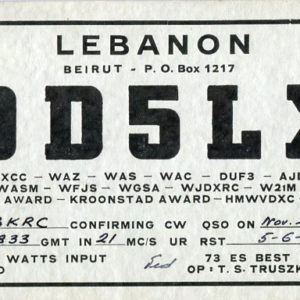 LEBANON
BEIRUT - P.O. Box 1217
OD5LX
XCC — WAZ — WAS — WAC — DUF3 — AJD
WASM — WFJS — WGSA — WJDXRC — W21M
AWARD — KROONSTAD AWARD — HMWVDXC
KRC CONFIRMING CW QSO ON Nov.
833 GMT IN 21 MC/S UR RST 5-6-
WATTS INPUT 73 ES BEST
Ted OP: T. S. TRUSZK